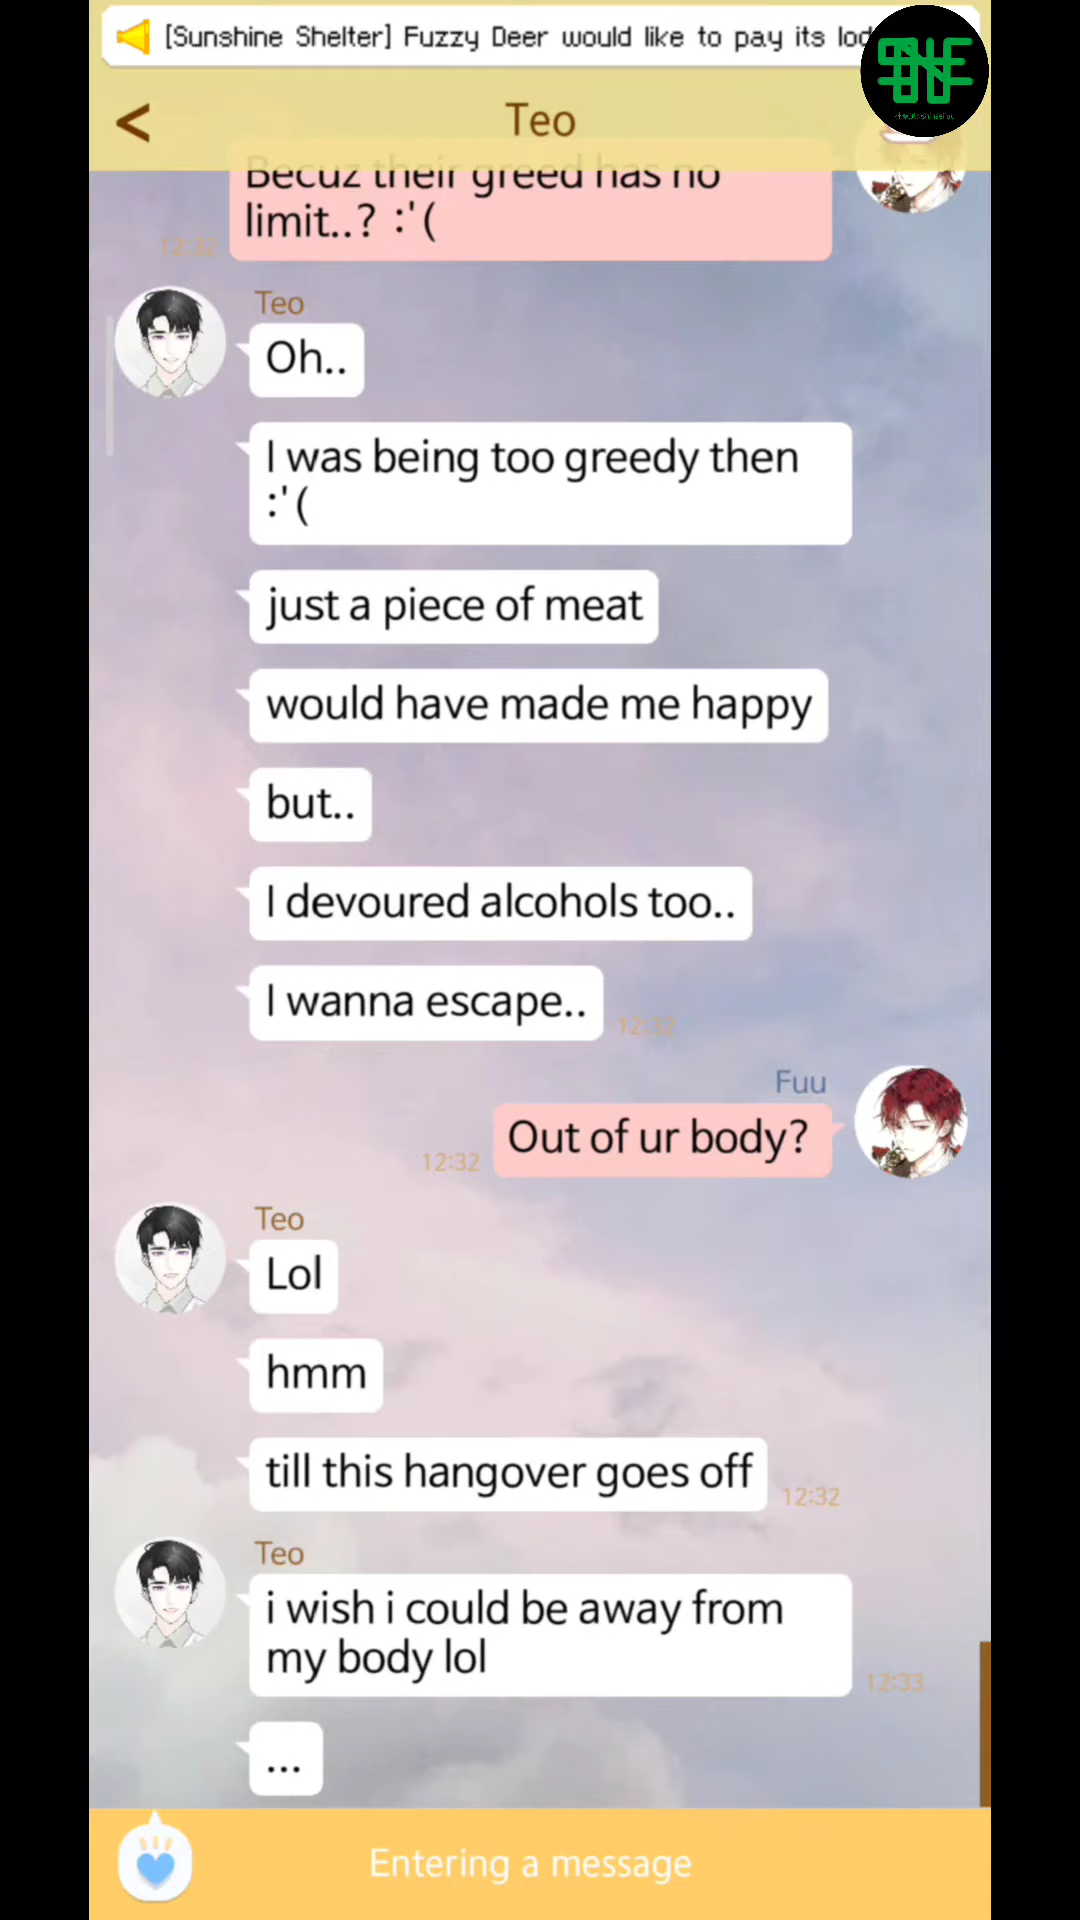 [Sunshine Shelter] Fuzzy Deer would like to pay its
Teo
Becuz their greed has no
limit..? :'(
12:32
Teo
Oh..
I was being too greedy then
:'(
just a piece of meat
would have made me happy
but..
I devoured alcohols too..
I wanna escape..
12:32
Fuu
Out of ur body?
12:32
Teo
Lol
hmm
till this hangover goes off
12:32
Teo
i wish i could be away from
my body lol
12:33
...
Entering a message